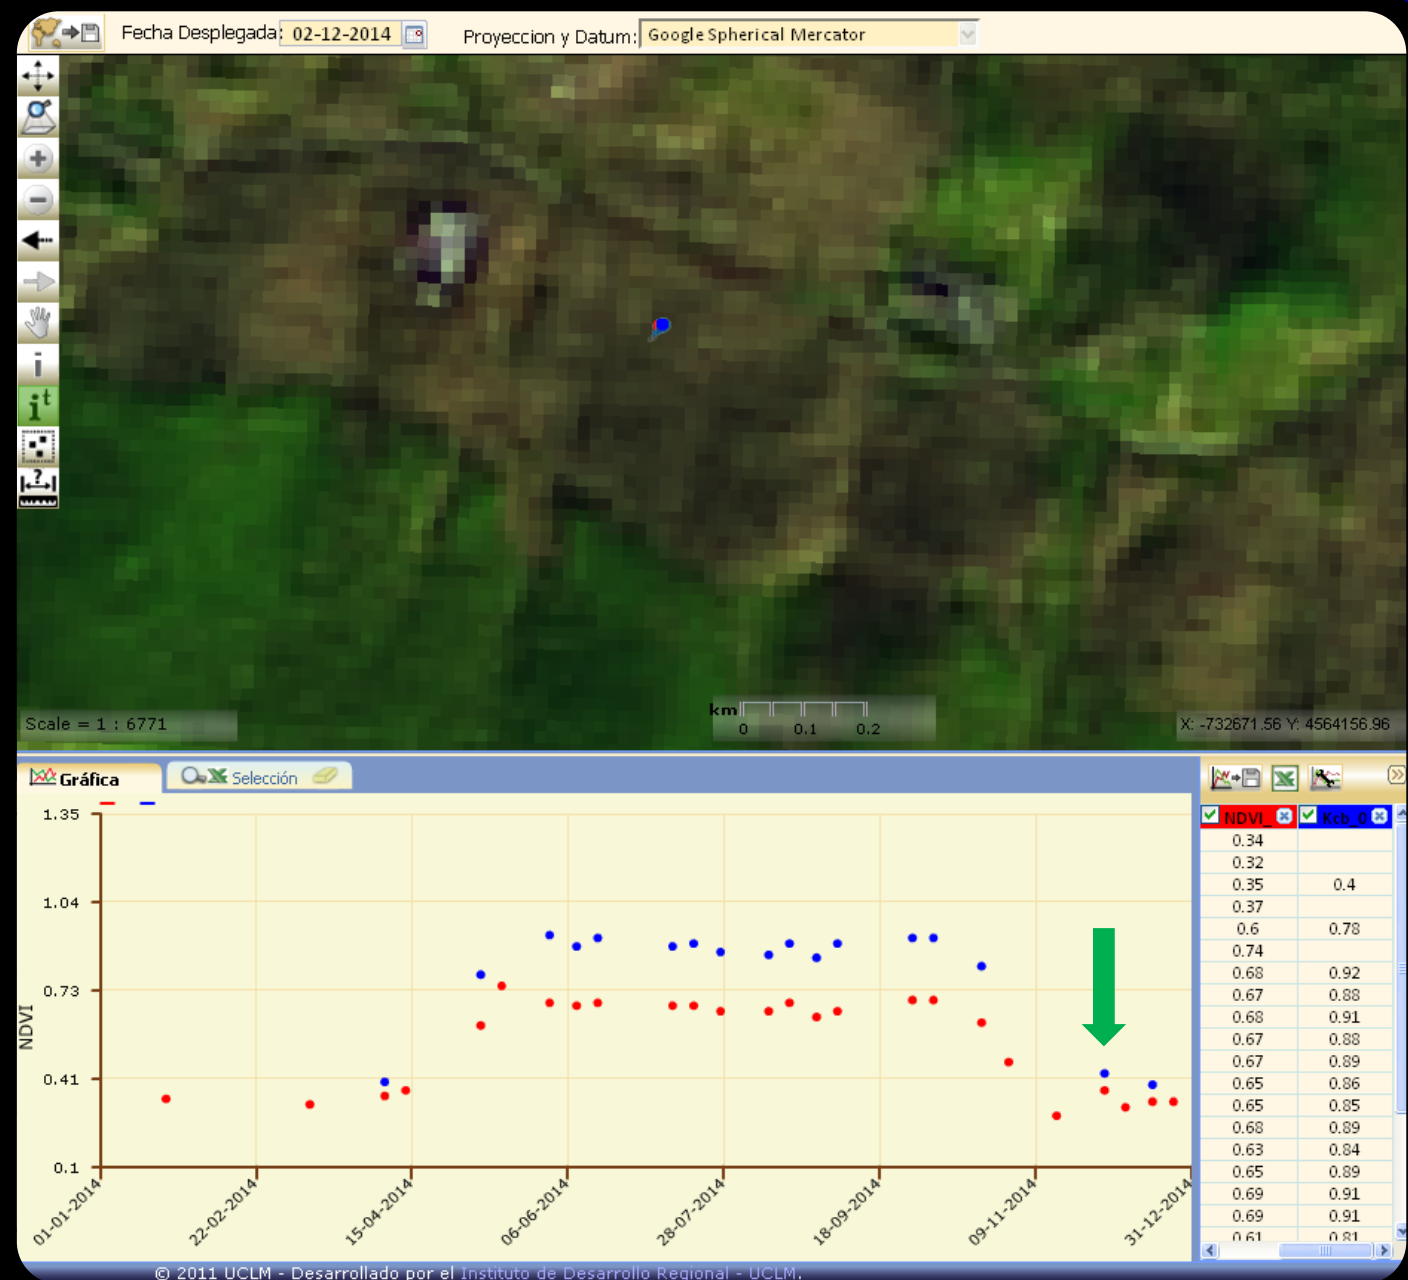 Fecha Desplegada: 02-12-2014 Proyeccion y Datum: Google Spherical Mercator
i
i t
?
Scale = 1 : 6771
km
0 0.1 0.2
X: -732671.56 Y: 4564156.96
Gráfica
Selección
1.35
1.04
0.73
0.41
0.1
NDVI
01-01-2014
22-02-2014
15-04-2014
06-06-2014
28-07-2014
18-09-2014
09-11-2014
31-12-2014
NDVI_ Kcb_0
0.34
0.32
0.35 0.4
0.37
0.6 0.78
0.74
0.68 0.92
0.67 0.88
0.68 0.91
0.67 0.88
0.67 0.89
0.65 0.86
0.65 0.85
0.68 0.89
0.63 0.84
0.65 0.89
0.69 0.91
0.69 0.91
0.61 0.81
© 2011 UCLM - Desarrollado por el Instituto de Desarrollo Regional - UCLM.